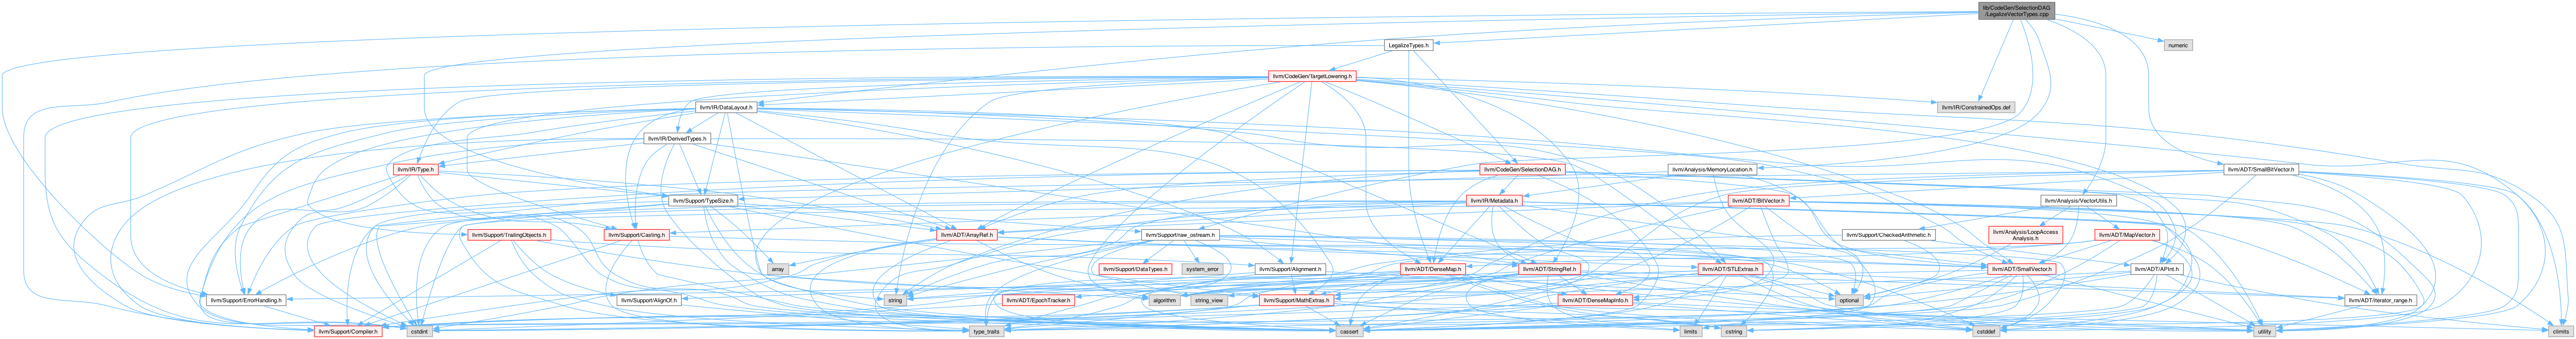 lib/CodeGen/SelectionDAG
/LegalizeVectorTypes.cpp
LegalizeTypes.h
numeric
llvm/CodeGen/TargetLowering.h
llvm/IR/DataLayout.h
llvm/IR/ConstrainedOps.def
llvm/IR/DerivedTypes.h
llvm/IR/Type.h
llvm/CodeGen/SelectionDAG.h
llvm/Analysis/MemoryLocation.h
llvm/ADT/SmallBitVector.h
llvm/Support/TypeSize.h
llvm/IR/Metadata.h
llvm/ADT/BitVector.h
llvm/Analysis/VectorUtils.h
llvm/Support/TrailingObjects.h
llvm/Support/Casting.h
llvm/ADT/ArrayRef.h
llvm/Support/raw_ostream.h
llvm/Support/CheckedArithmetic.h
llvm/Analysis/LoopAccess
Analysis.h
llvm/ADT/MapVector.h
array
llvm/Support/DataTypes.h
system_error
llvm/Support/Alignment.h
llvm/ADT/DenseMap.h
llvm/ADT/StringRef.h
llvm/ADT/STLExtras.h
llvm/ADT/SmallVector.h
llvm/ADT/APInt.h
llvm/Support/ErrorHandling.h
llvm/Support/AlignOf.h
string
llvm/ADT/EpochTracker.h
algorithm
string_view
llvm/Support/MathExtras.h
llvm/ADT/DenseMapInfo.h
optional
llvm/ADT/iterator_range.h
llvm/Support/Compiler.h
cstdint
type_traits
cassert
limits
cstring
cstddef
utility
climits